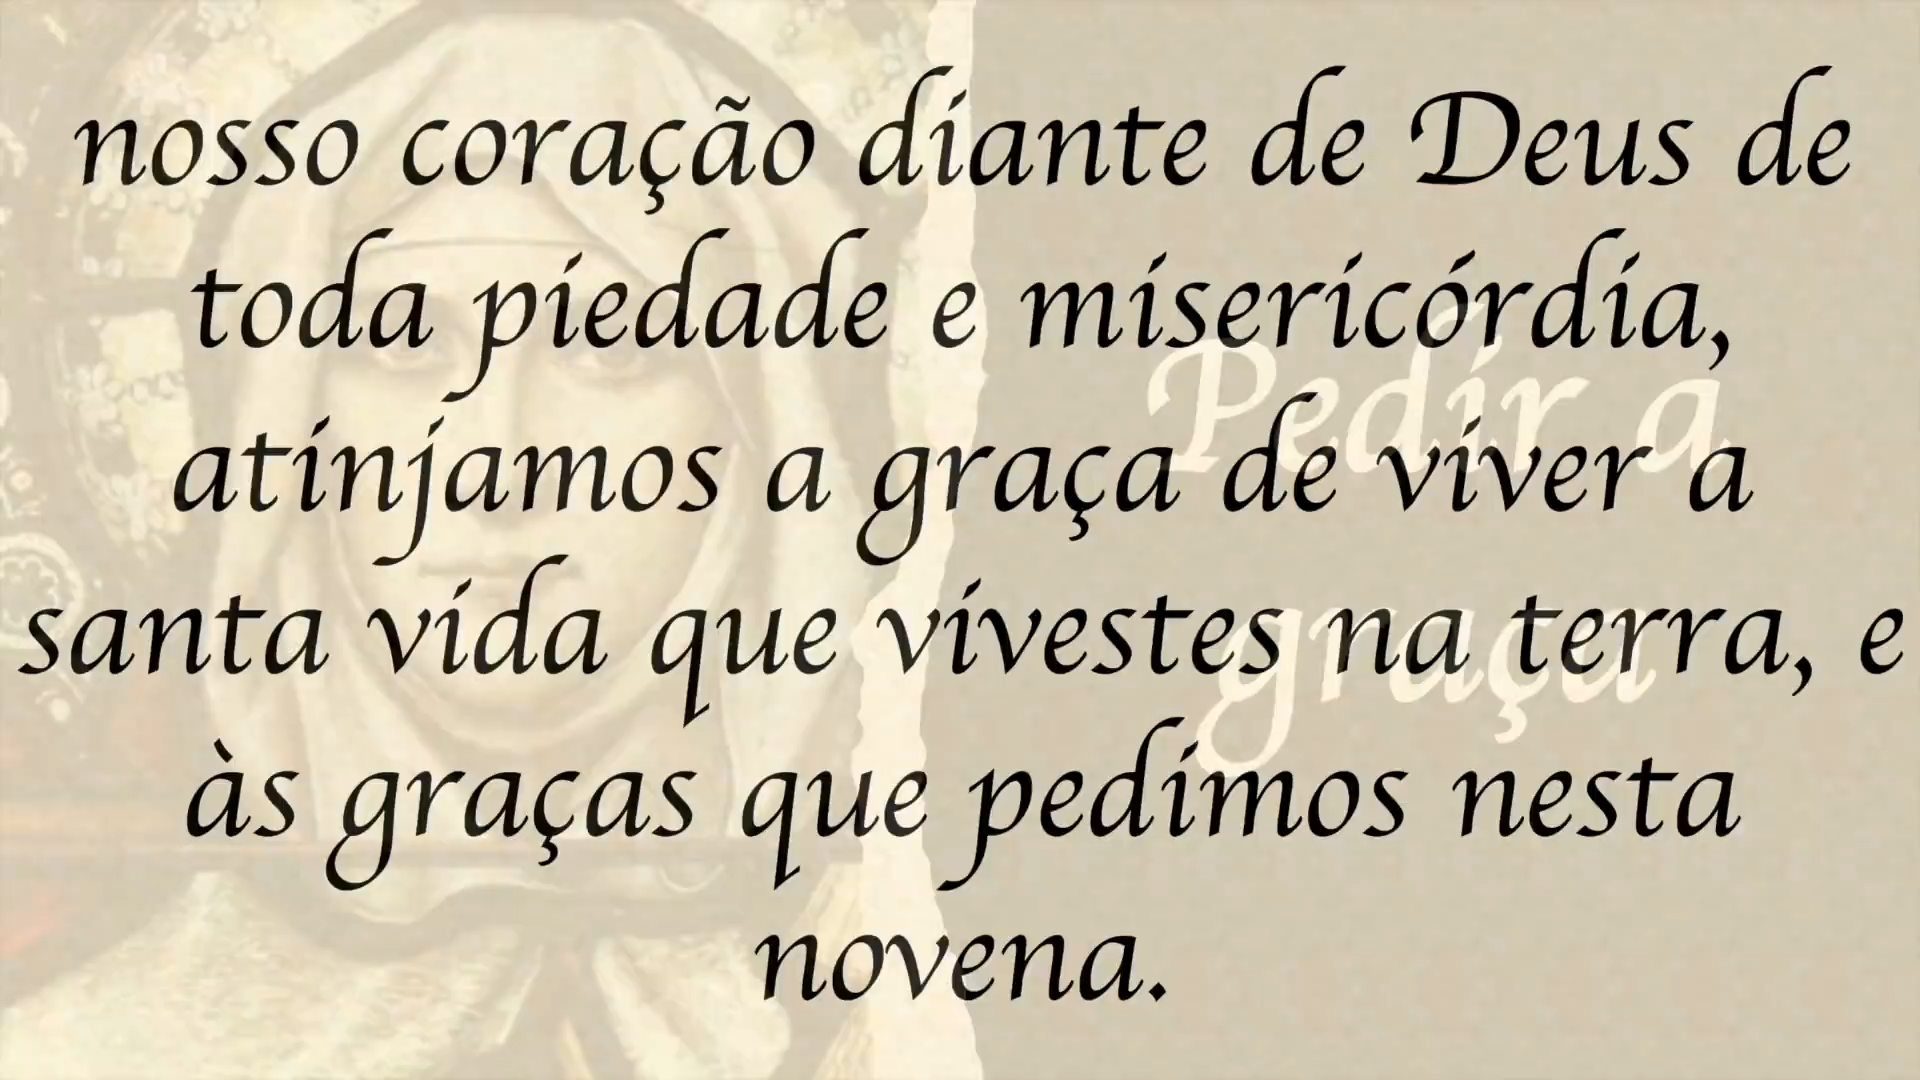 nosso coração diante de Deus de
toda piedade e misericórdia,
atinjamos a graça de viver a
santa vida que vivestes na terra, e
às graças que pedimos nesta
novena.
Pedir a
graça